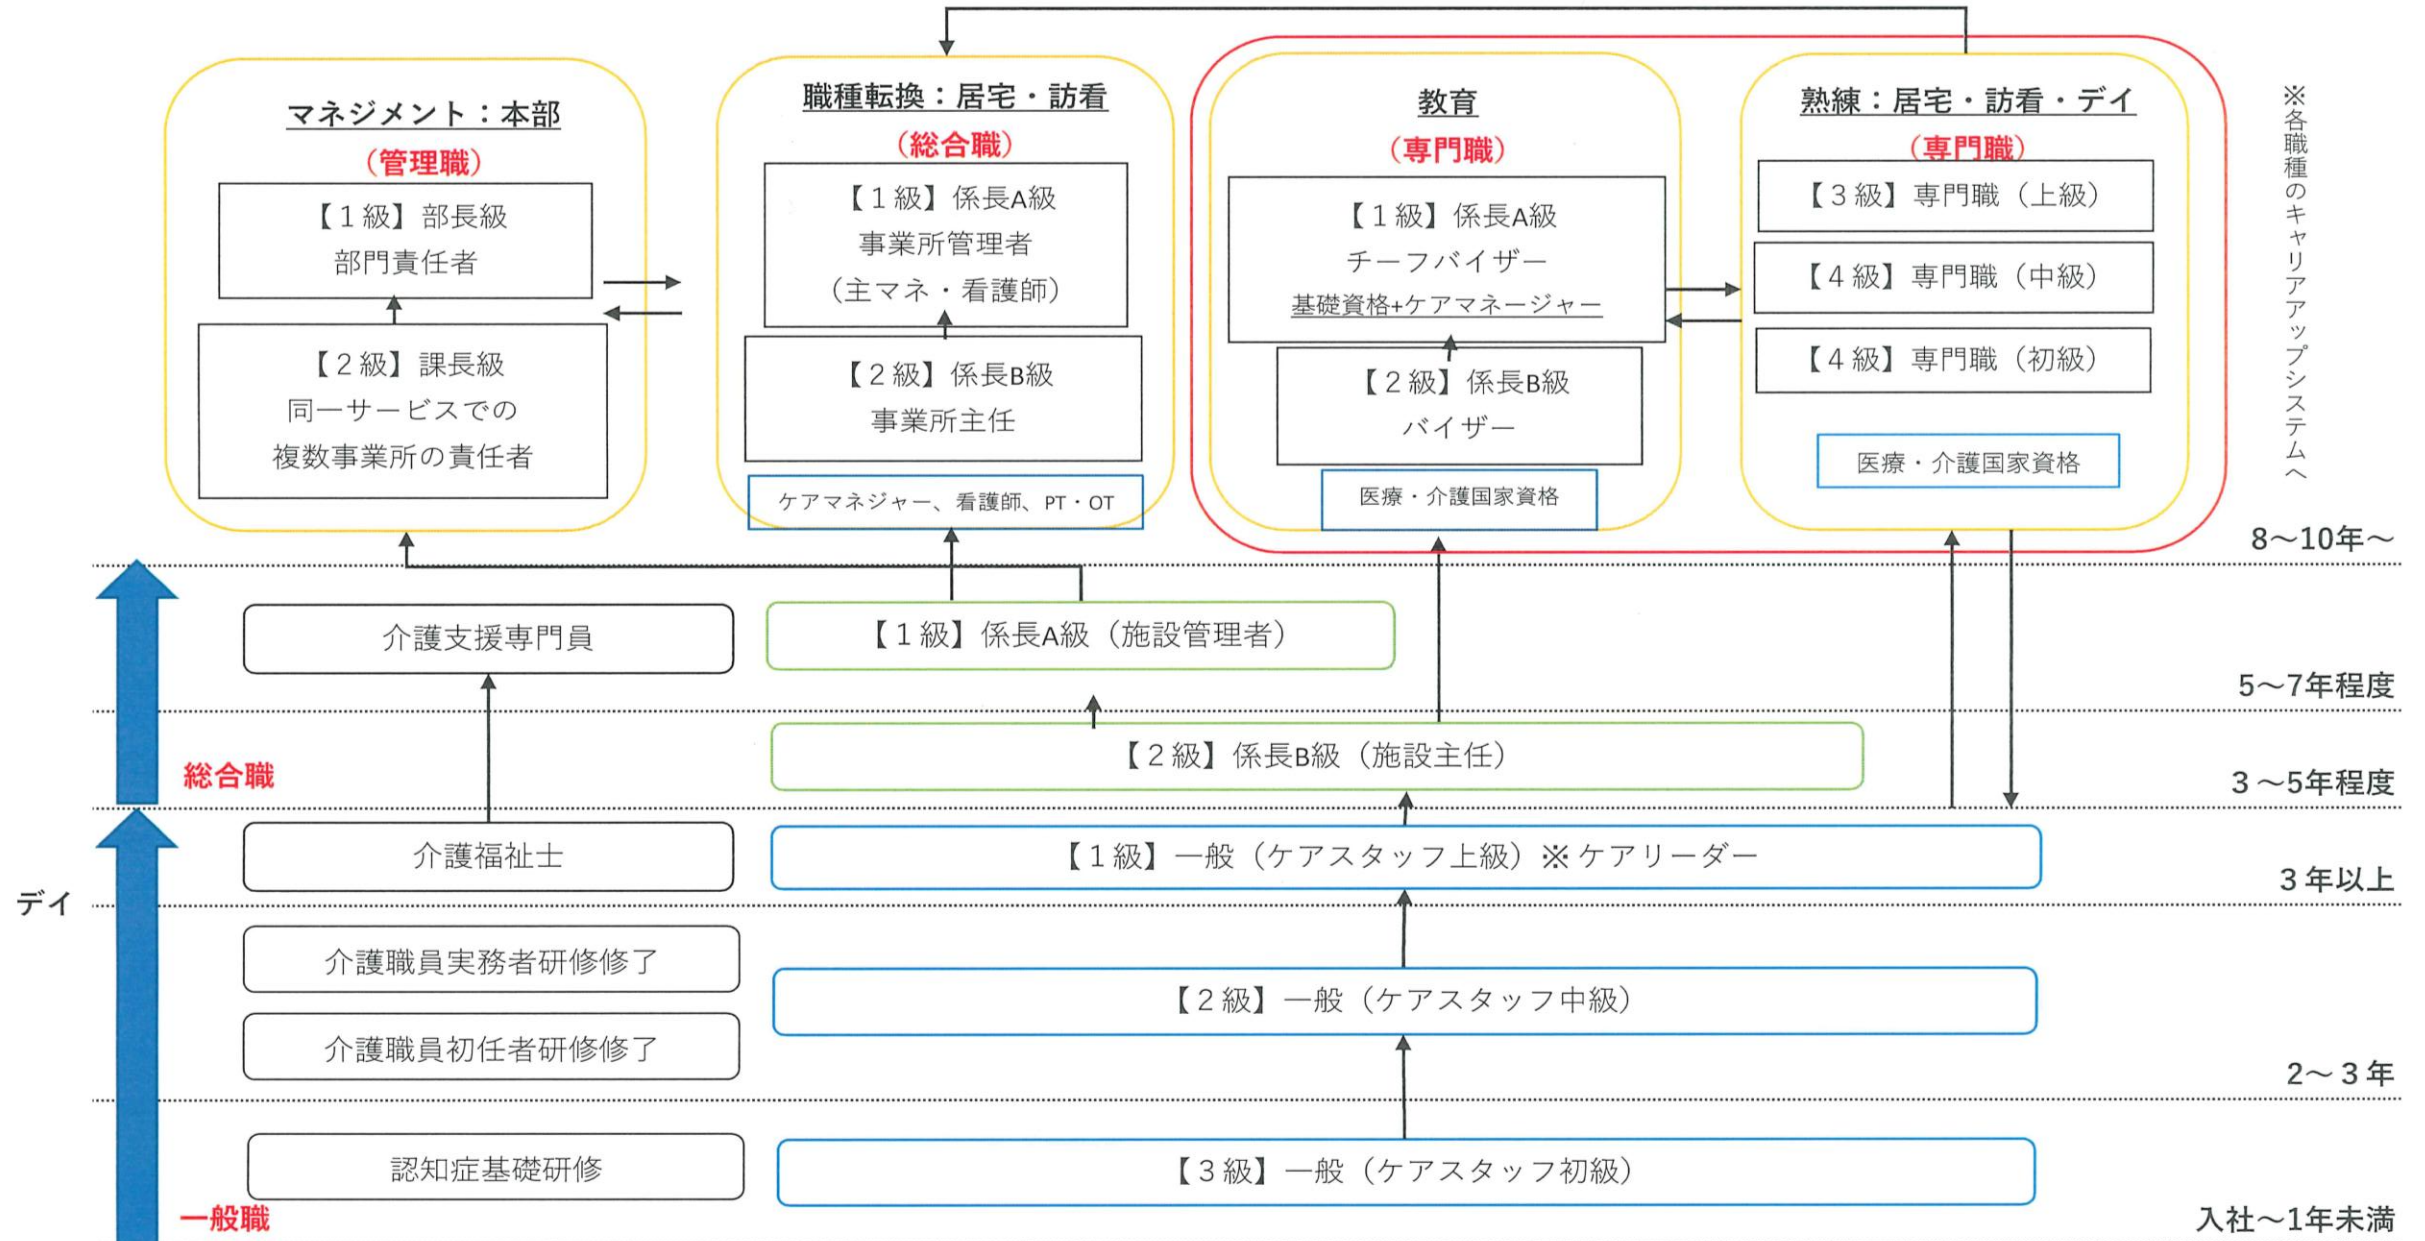 マネジメント：本部
（管理職）
【１級】部長級
部門責任者
【２級】課長級
同一サービスでの
複数事業所の責任者
職種転換：居宅・訪看
（総合職）
【１級】係長A級
事業所管理者
（主マネ・看護師）
【２級】係長B級
事業所主任
ケアマネジャー、看護師、PT・OT
教育
（専門職）
【１級】係長A級
チーフバイザー
基礎資格+ケアマネージャー
【２級】係長B級
バイザー
医療・介護国家資格
熟練：居宅・訪看・デイ
（専門職）
【３級】専門職（上級）
【４級】専門職（中級）
【４級】専門職（初級）
医療・介護国家資格
※各職種のキャリアアップシステムへ
8〜10年〜
介護支援専門員
【１級】係長A級（施設管理者）
5〜7年程度
総合職
【２級】係長B級（施設主任）
３〜5年程度
デイ
介護福祉士
【１級】一般（ケアスタッフ上級）※ケアリーダー
３年以上
介護職員実務者研修修了
【２級】一般（ケアスタッフ中級）
介護職員初任者研修修了
2〜３年
認知症基礎研修
【３級】一般（ケアスタッフ初級）
一般職
入社〜1年未満